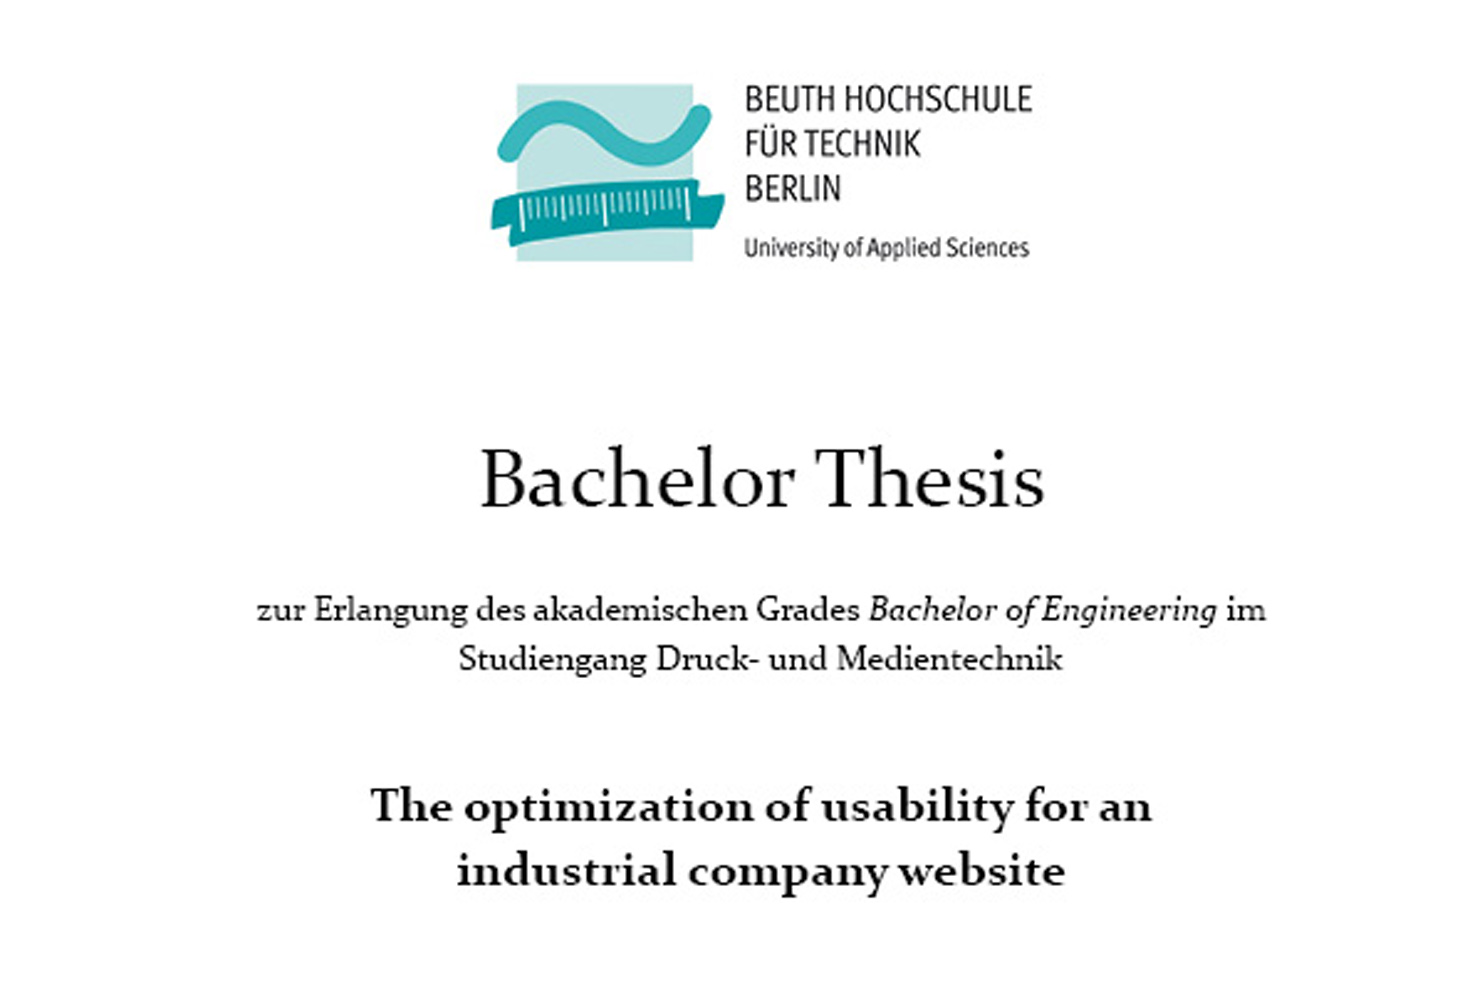 BEUTH HOCHSCHULE
FÜR TECHNIK
BERLIN
University of Applied Sciences
Bachelor Thesis
zur Erlangung des akademischen Grades Bachelor of Engineering im
Studiengang Druck- und Medientechnik
The optimization of usability for an
industrial company website